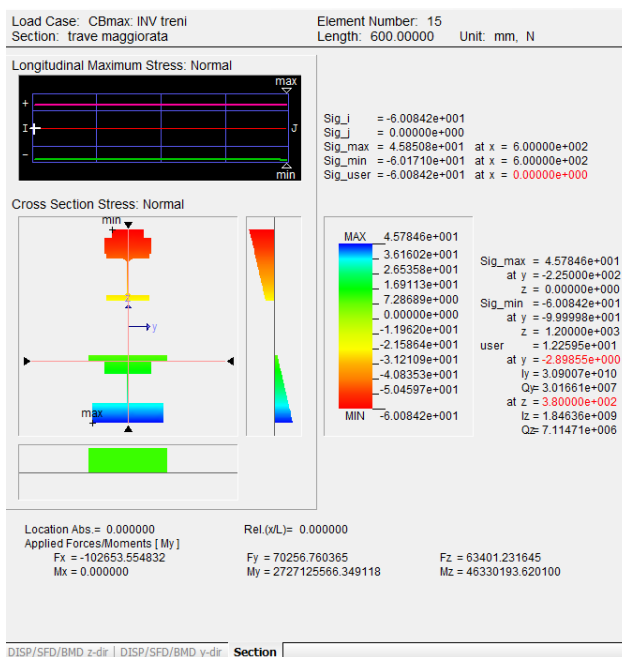 Load Case: CBmax: INV treni
Section: trave maggiorata
Element Number: 15
Length: 600.00000 Unit: mm, N
Longitudinal Maximum Stress: Normal
max
+
I
J
-
min
Sig_i = -6.00842e+001
Sig_j = 0.00000e+000
Sig_max = 4.58508e+001 at x = 6.00000e+002
Sig_min = -6.01710e+001 at x = 6.00000e+002
Sig_user = -6.00842e+001 at x = 0.00000e+000
Cross Section Stress: Normal
min
z
y
max
MAX 4.57846e+001
3.61602e+001
2.65358e+001
1.69113e+001
7.28689e+000
0.00000e+000
-1.19620e+001
-2.15864e+001
-3.12109e+001
-4.08353e+001
-5.04597e+001
MIN -6.00842e+001
Sig_max = 4.57846e+001
at y = -2.25000e+002
z = 0.00000e+000
Sig_min = -6.00842e+001
at y = -9.99998e+001
z = 1.20000e+003
user = 1.22595e+001
at y = -2.89855e+000
Iy = 3.09007e+010
Qy= 3.01661e+007
at z = 3.80000e+002
Iz = 1.84636e+009
Qz= 7.11471e+006
Location Abs.= 0.000000 Rel.(x/L)= 0.000000
Applied Forces/Moments [ My ]
Fx = -102653.554832 Fy = 70256.760365 Fz = 63401.231645
Mx = 0.000000 My = 2727125566.349118 Mz = 46330193.620100
DISP/SFD/BMD z-dir | DISP/SFD/BMD y-dir Section